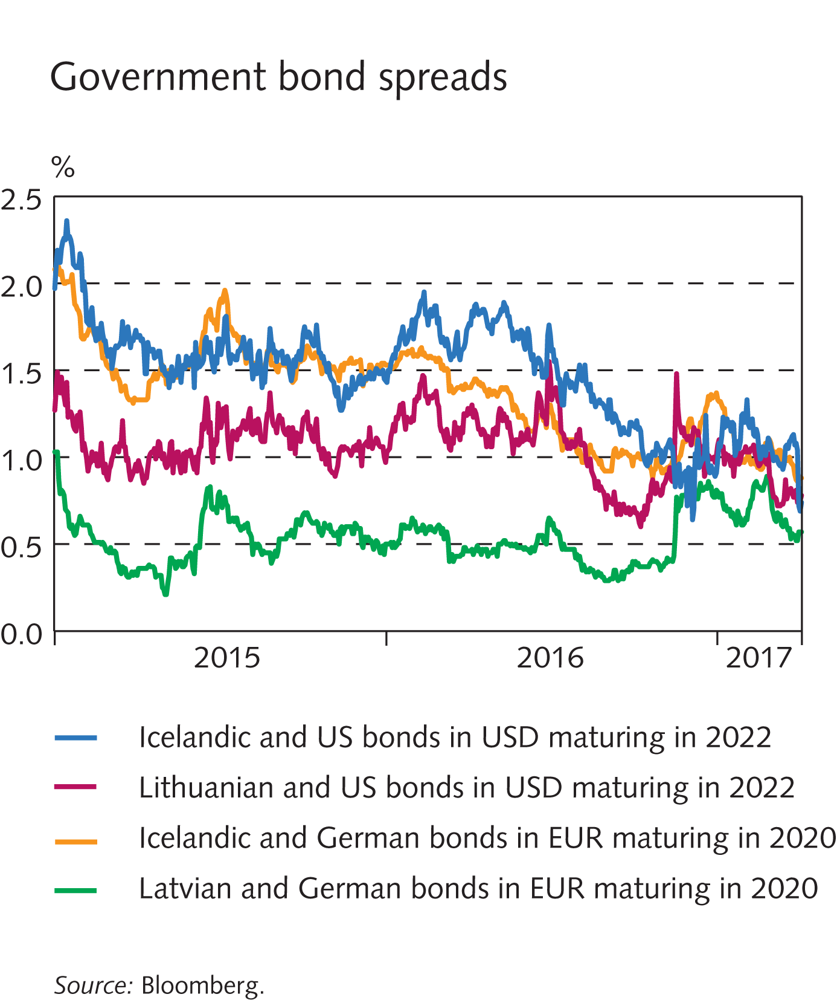 Government bond spreads
%
2.5
2.0
1.5
1.0
0.5
0.0
2015 2016 2017
Icelandic and US bonds in USD maturing in 2022
Lithuanian and US bonds in USD maturing in 2022
Icelandic and German bonds in EUR maturing in 2020
Latvian and German bonds in EUR maturing in 2020
Source: Bloomberg.